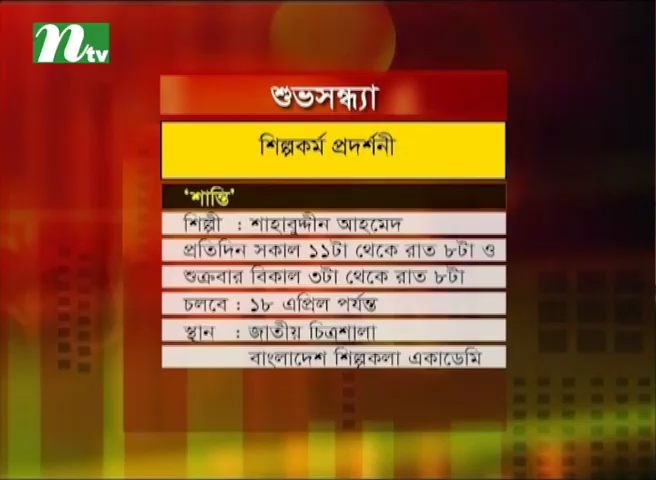 ntv
শুভসন্ধ্যা
শিল্পকর্ম প্রদর্শনী
‘শান্তি’
শিল্পী : শাহাবুদ্দীন আহমেদ
প্রতিদিন সকাল ১১টা থেকে রাত ৮টা ও
শুক্রবার বিকাল ৩টা থেকে রাত ৮টা
চলবে : ১৮ এপ্রিল পর্যন্ত
স্থান : জাতীয় চিত্রশালা
বাংলাদেশ শিল্পকলা একাডেমি